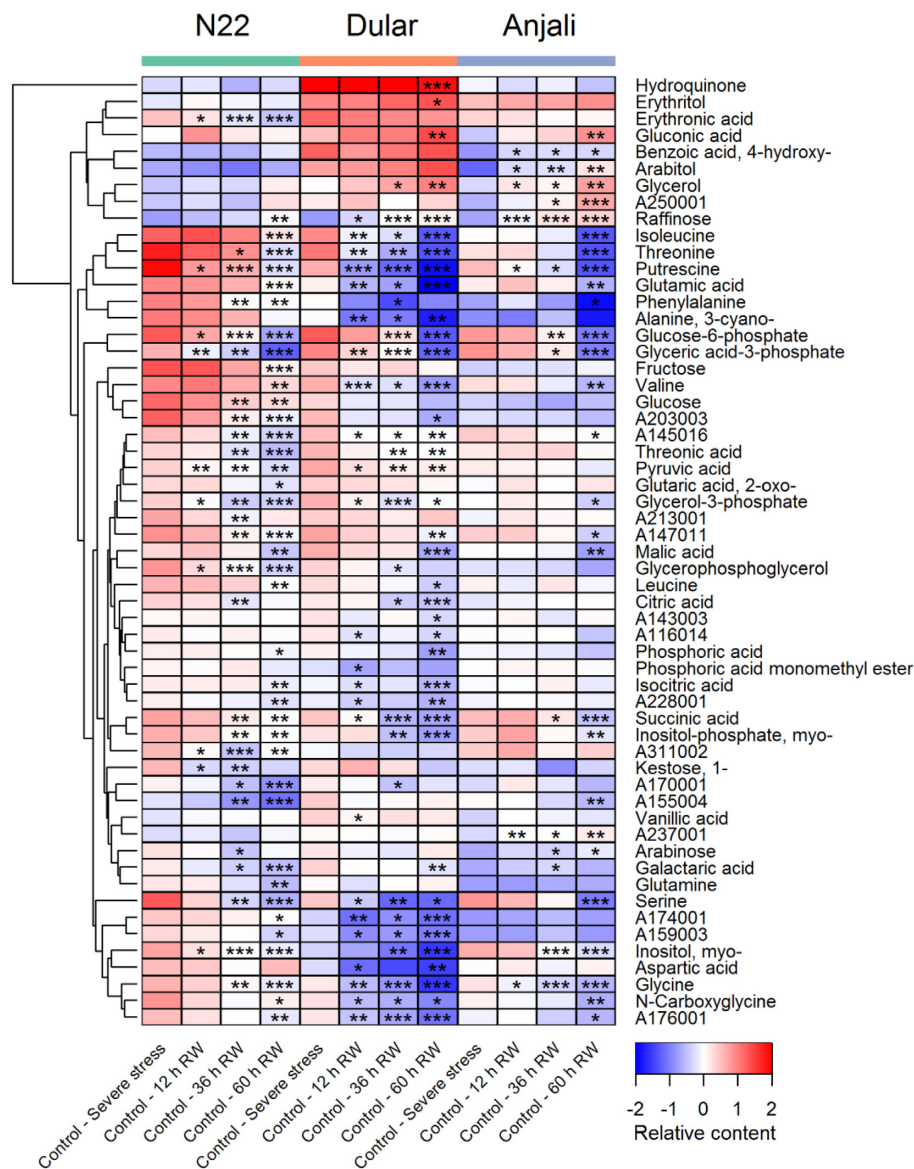 N22 Dular Anjali
*** Hydroquinone
* Erythritol
* *** *** Erythronic acid
** ** Gluconic acid
* * * Benzoic acid, 4-hydroxy-
* ** ** Arabitol
* ** * * ** Glycerol
* *** A250001
** * *** *** *** *** *** Raffinose
*** ** * *** *** Isoleucine
* *** ** ** *** *** Threonine
* *** *** *** *** *** * * *** Putrescine
*** ** * *** ** Glutamic acid
** ** * * Phenylalanine
** * ** Alanine, 3-cyano-
* *** *** *** *** ** *** Glucose-6-phosphate
** ** *** ** *** *** * *** Glyceric acid-3-phosphate
*** Fructose
** *** * *** ** Valine
** ** Glucose
** *** * A203003
** *** * * ** * A145016
** *** ** ** Threonic acid
** ** ** * ** ** Pyruvic acid
* Glutaric acid, 2-oxo-
* ** *** * *** * * Glycerol-3-phosphate
** A213001
** *** ** * A147011
** *** ** Malic acid
* *** *** * Glycerophosphoglycerol
** * Leucine
** * *** Citric acid
* A143003
* * A116014
* ** Phosphoric acid
* Phosphoric acid monomethyl ester
** * *** Isocitric acid
** * ** A228001
** ** * *** *** * *** Succinic acid
** ** ** *** ** Inositol-phosphate, myo-
* *** ** A311002
* ** Kestose, 1-
* *** * A170001
** *** ** A155004
* Vanillic acid
** * ** A237001
* * * Arabinose
* *** ** * Galactaric acid
** Glutamine
** *** * ** * *** Serine
* ** * *** A174001
* * * *** A159003
* *** *** ** *** *** *** Inositol, myo-
* ** Aspartic acid
** *** ** *** *** * *** *** Glycine
* * * * ** N-Carboxyglycine
** ** *** *** * A176001
Control - Severe stress
Control - 12 h RW
Control - 36 h RW
Control - 60 h RW
Control - Severe stress
Control - 12 h RW
Control - 36 h RW
Control - 60 h RW
Control - Severe stress
Control - 12 h RW
Control - 36 h RW
Control - 60 h RW
-2 -1 0 1 2
Relative content